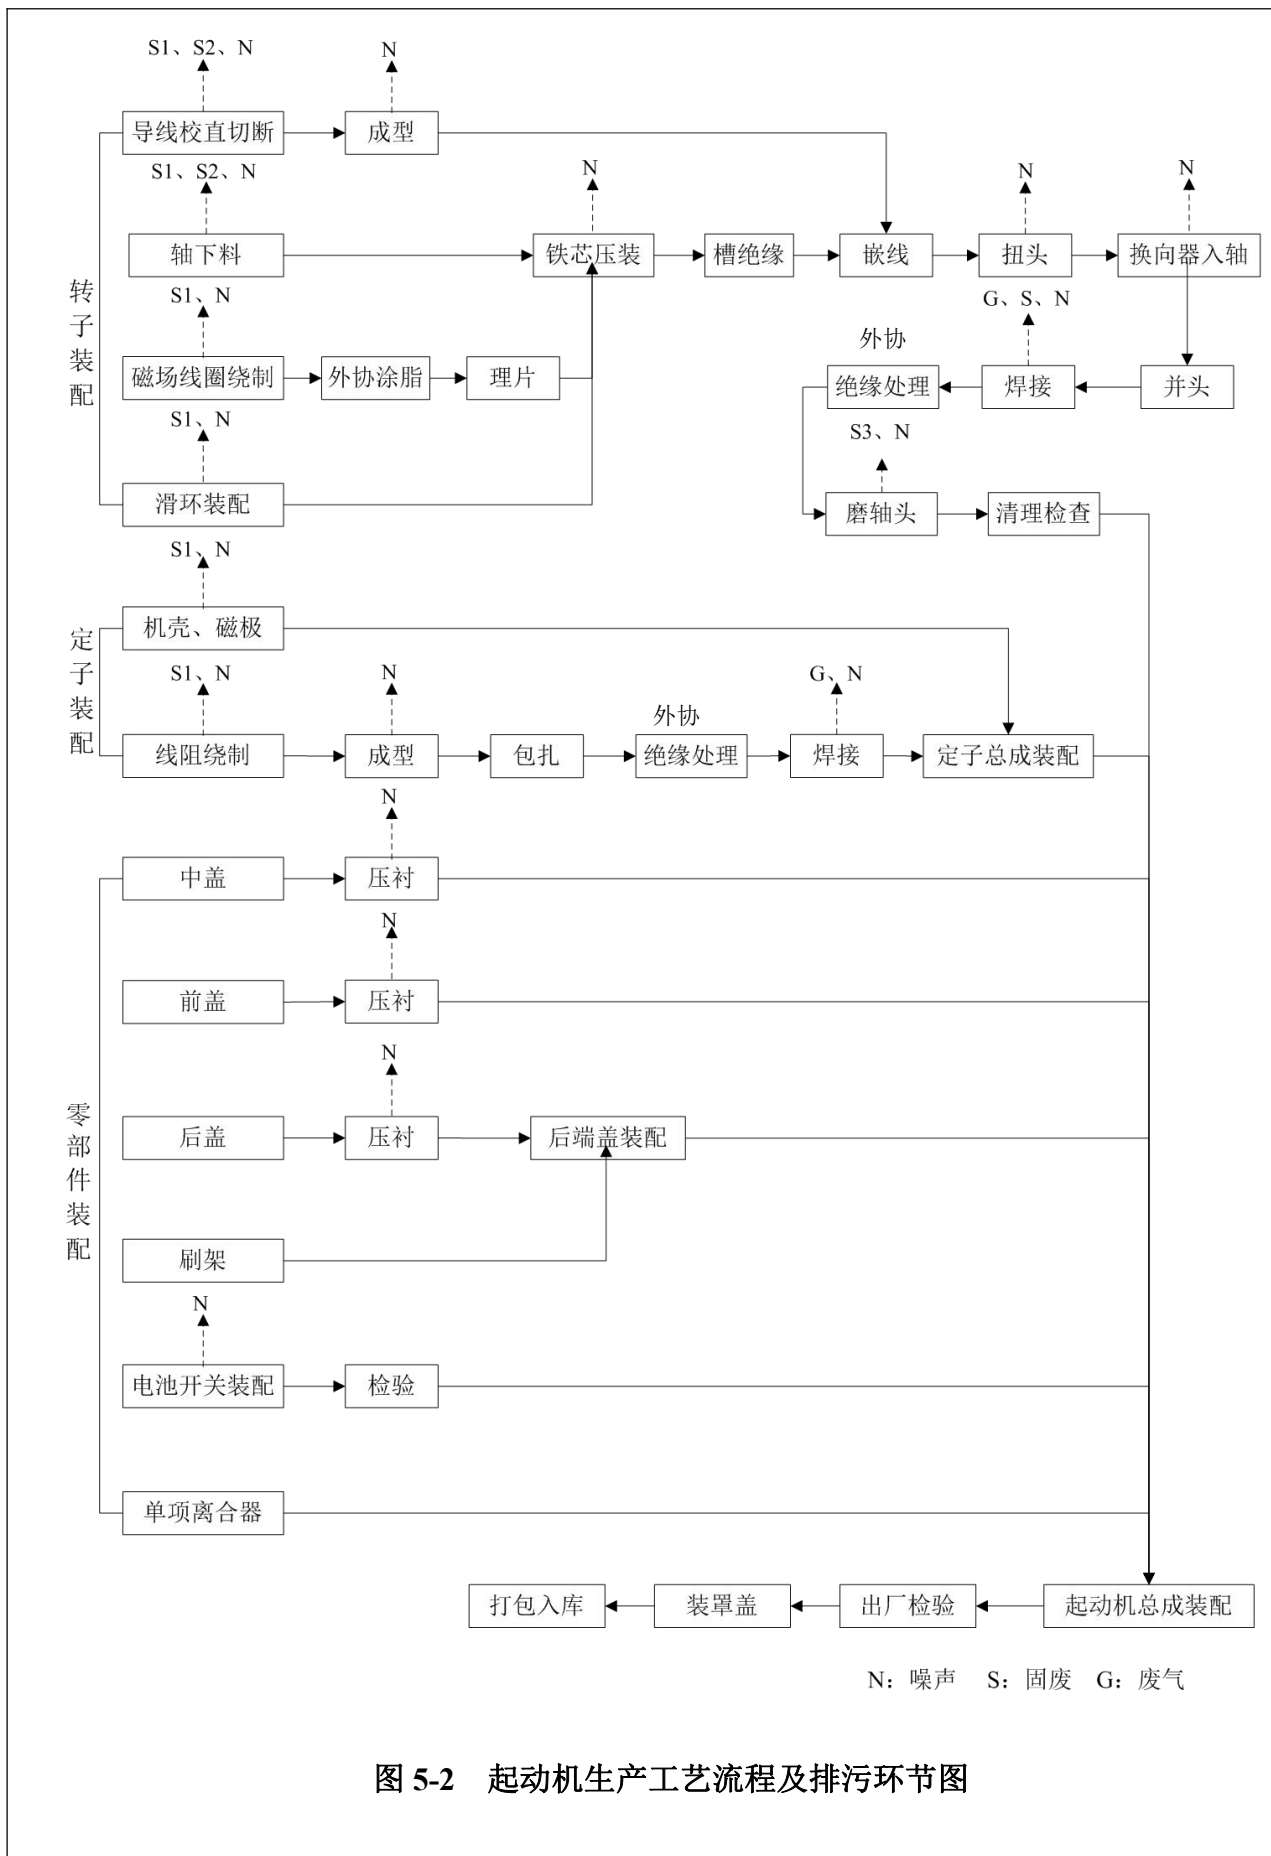 S1、S2、N
N
导线校直切断
成型
S1、S2、N
N
N
N
轴下料
铁芯压装
槽绝缘
嵌线
扭头
换向器入轴
转子装配
S1、N
G、S、N
外协
磁场线圈绕制
外协涂脂
理片
绝缘处理
焊接
并头
S1、N
S3、N
滑环装配
磨轴头
清理检查
S1、N
机壳、磁极
定子装配
S1、N
N
G、N
外协
线阻绕制
成型
包扎
绝缘处理
焊接
定子总成装配
N
中盖
压衬
N
前盖
压衬
N
零部件装配
后盖
压衬
后端盖装配
刷架
N
电池开关装配
检验
单项离合器
打包入库
装罩盖
出厂检验
起动机总成装配
N：噪声 S：固废 G：废气
图 5-2 起动机生产工艺流程及排污环节图